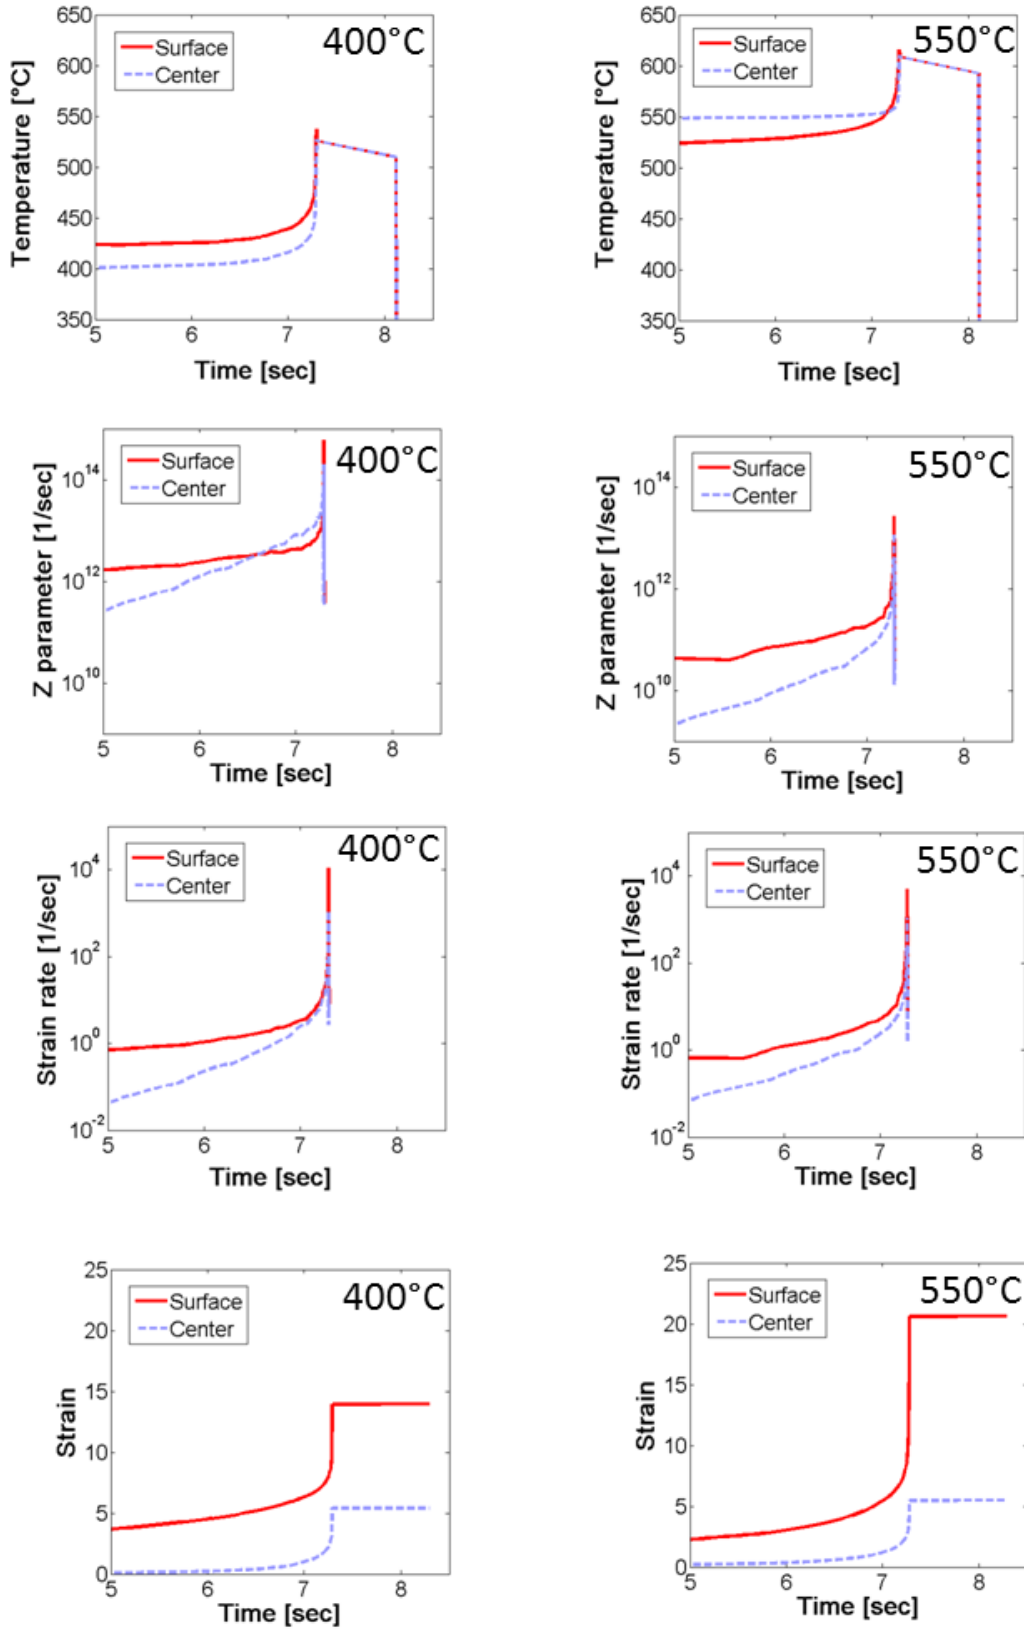 650
600
550
500
450
400
350
Temperature [°C]
Surface
Center
400°C
5
6
7
8
Time [sec]
650
600
550
500
450
400
350
Temperature [°C]
Surface
Center
550°C
5
6
7
8
Time [sec]
10^14
10^12
10^10
Z parameter [1/sec]
Surface
Center
400°C
5
6
7
8
Time [sec]
10^14
10^12
10^10
Z parameter [1/sec]
Surface
Center
550°C
5
6
7
8
Time [sec]
10^4
10^2
10^0
10^-2
Strain rate [1/sec]
Surface
Center
400°C
5
6
7
8
Time [sec]
10^4
10^2
10^0
10^-2
Strain rate [1/sec]
Surface
Center
550°C
5
6
7
8
Time [sec]
25
20
15
10
5
0
Strain
Surface
Center
400°C
5
6
7
8
Time [sec]
25
20
15
10
5
0
Strain
Surface
Center
550°C
5
6
7
8
Time [sec]